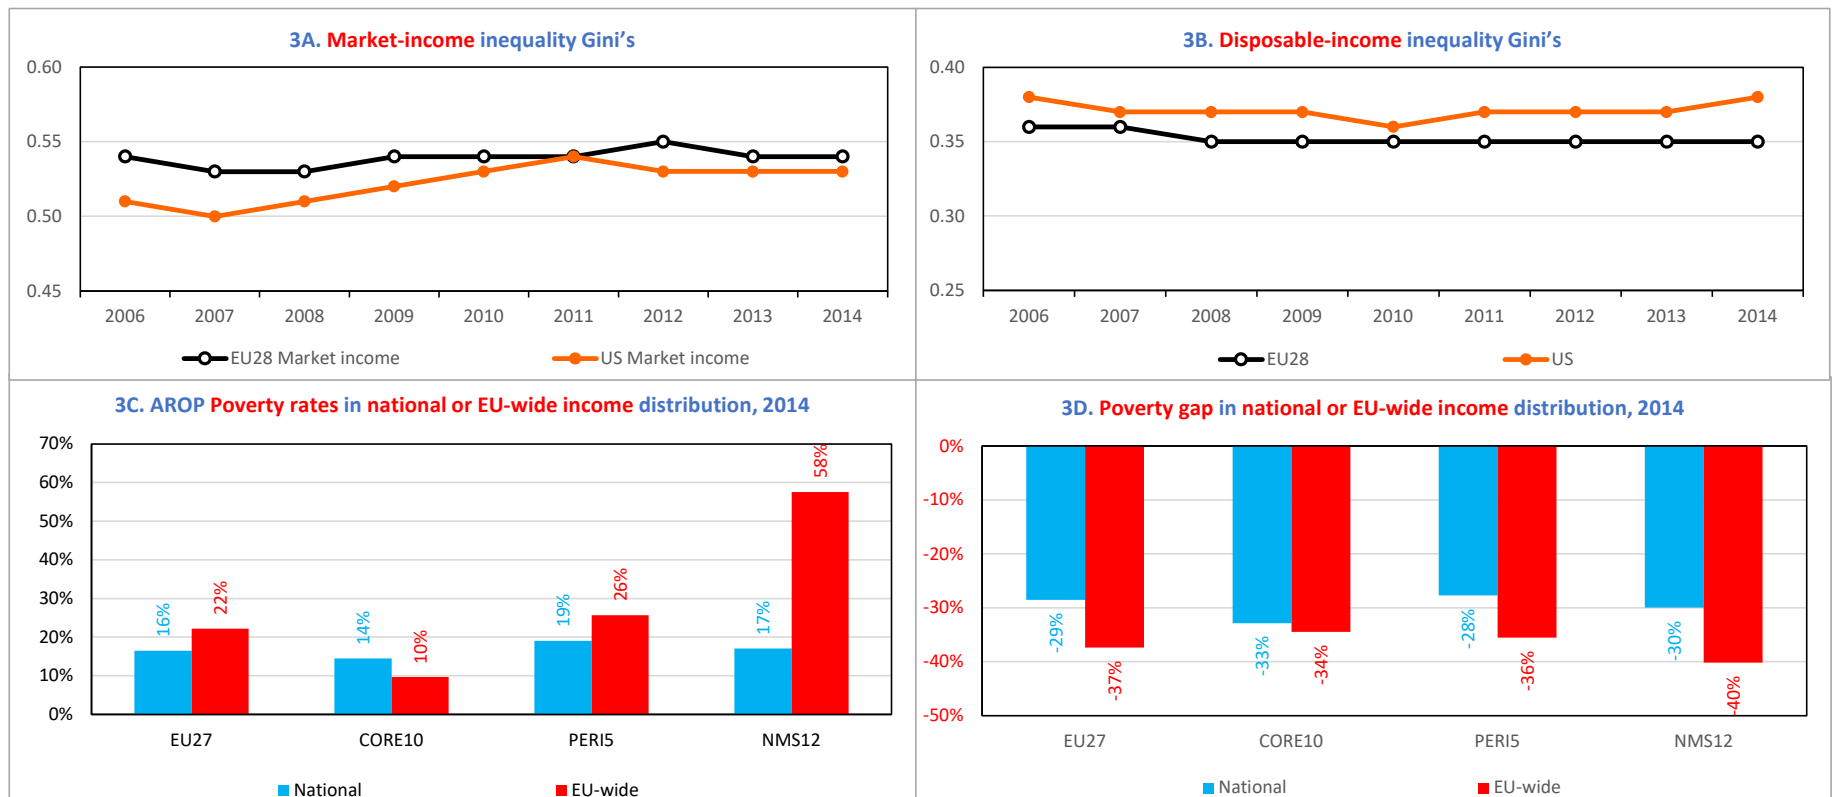 3A. Market-income inequality Gini's
0.60
0.55
0.50
0.45
2006 2007 2008 2009 2010 2011 2012 2013 2014
EU28 Market income US Market income
3B. Disposable-income inequality Gini's
0.40
0.35
0.30
0.25
2006 2007 2008 2009 2010 2011 2012 2013 2014
EU28 US
3C. AROP Poverty rates in national or EU-wide income distribution, 2014
70%
60%
50%
40%
30%
20%
10%
0%
16% 22% 14% 10% 19% 26% 17% 58%
EU27 CORE10 PERI5 NMS12
National EU-wide
3D. Poverty gap in national or EU-wide income distribution, 2014
0%
-10%
-20%
-30%
-40%
-50%
-29% -37% -33% -34% -28% -36% -30% -40%
EU27 CORE10 PERI5 NMS12
National EU-wide